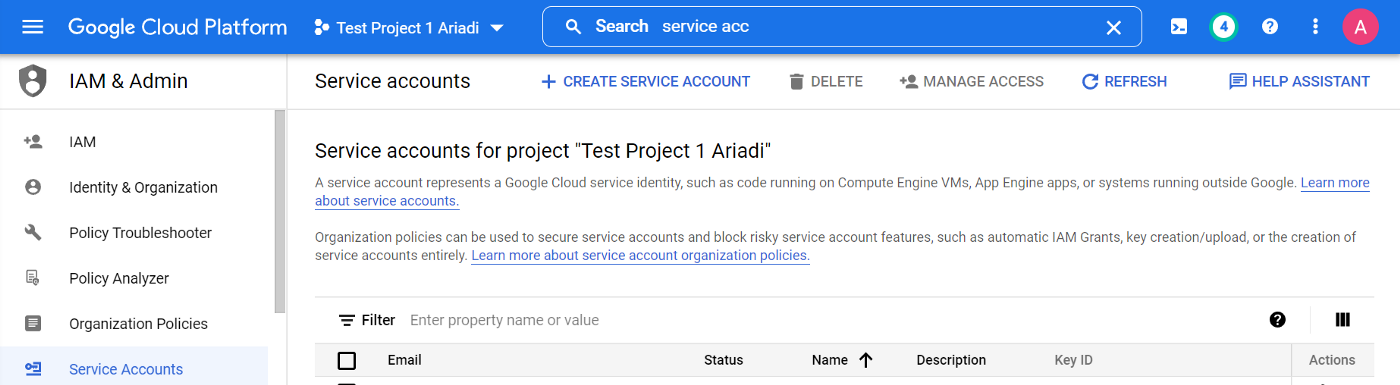 Google Cloud Platform
Test Project 1 Ariadi
Search service acc
4
A
IAM & Admin
Service accounts
CREATE SERVICE ACCOUNT
DELETE
MANAGE ACCESS
REFRESH
HELP ASSISTANT
IAM
Identity & Organization
Policy Troubleshooter
Policy Analyzer
Organization Policies
Service Accounts
Service accounts for project "Test Project 1 Ariadi"
A service account represents a Google Cloud service identity, such as code running on Compute Engine VMs, App Engine apps, or systems running outside Google. Learn more
about service accounts.
Organization policies can be used to secure service accounts and block risky service account features, such as automatic IAM Grants, key creation/upload, or the creation of
service accounts entirely. Learn more about service account organization policies.
Filter Enter property name or value
Email Status Name Description Key ID Actions